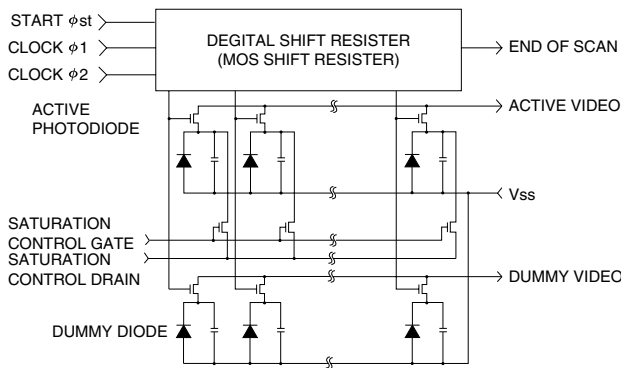 START φst
CLOCK φ1
CLOCK φ2
DEGITAL SHIFT RESISTER
(MOS SHIFT RESISTER)
END OF SCAN
ACTIVE
PHOTODIODE
ACTIVE VIDEO
Vss
SATURATION
CONTROL GATE
SATURATION
CONTROL DRAIN
DUMMY VIDEO
DUMMY DIODE